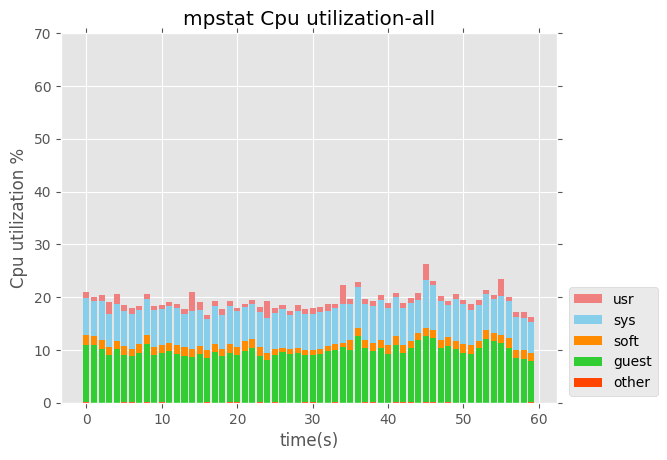 mpstat Cpu utilization-all
70
60
50
40
30
20
10
0
Cpu utilization %
0 10 20 30 40 50 60
time(s)
usr
sys
soft
guest
other